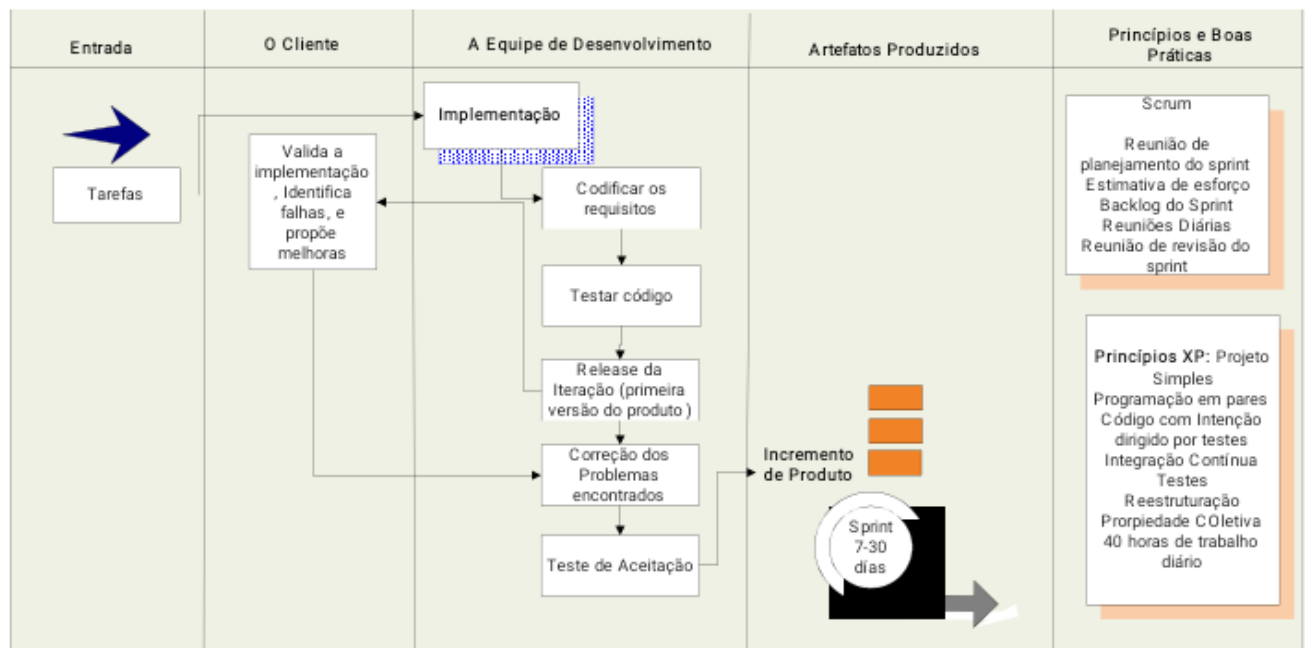 Entrada
O Cliente
A Equipe de Desenvolvimento
Artefatos Produzidos
Princípios e Boas
Práticas
Tarefas
Valida a
implementação
, Identifica
falhas, e
propõe
melhoras
Implementação
Codificar os
requisitos
Testar código
Release da
Iteração (primeira
versão do produto )
Correção dos
Problemas
encontrados
Teste de Aceitação
Incremento
de Produto
Sprint
7-30
días
Scrum
Reunião de
planejamento do sprint
Estimativa de esforço
Backlog do Sprint
Reuniões Diárias
Reunião de revisão do
sprint
Princípios XP: Projeto
Simples
Programação em pares
Código com Intenção
dirigido por testes
Integração Contínua
Testes
Reestruturação
Prorpiedade COletiva
40 horas de trabalho
diário